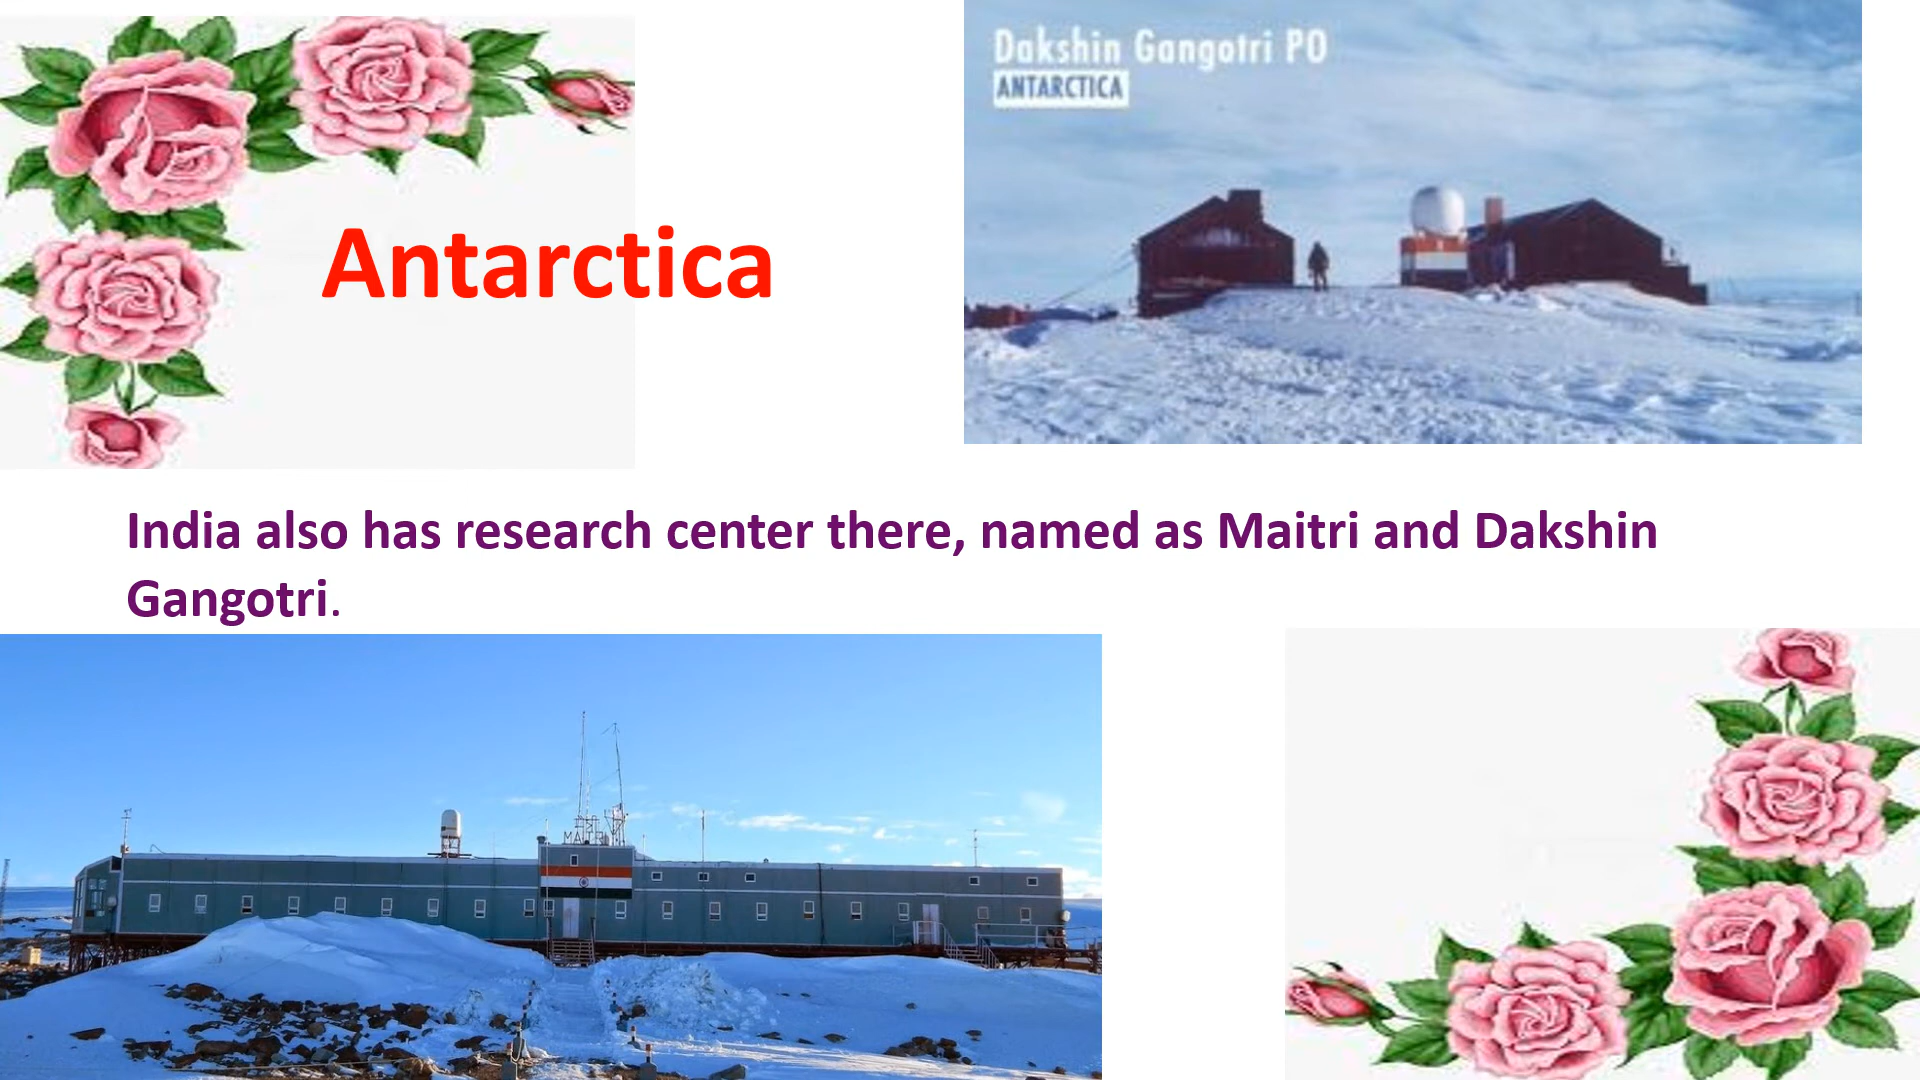 Dakshin Gangotri PO
ANTARCTICA
Antarctica
India also has research center there, named as Maitri and Dakshin
Gangotri.
MAITRI